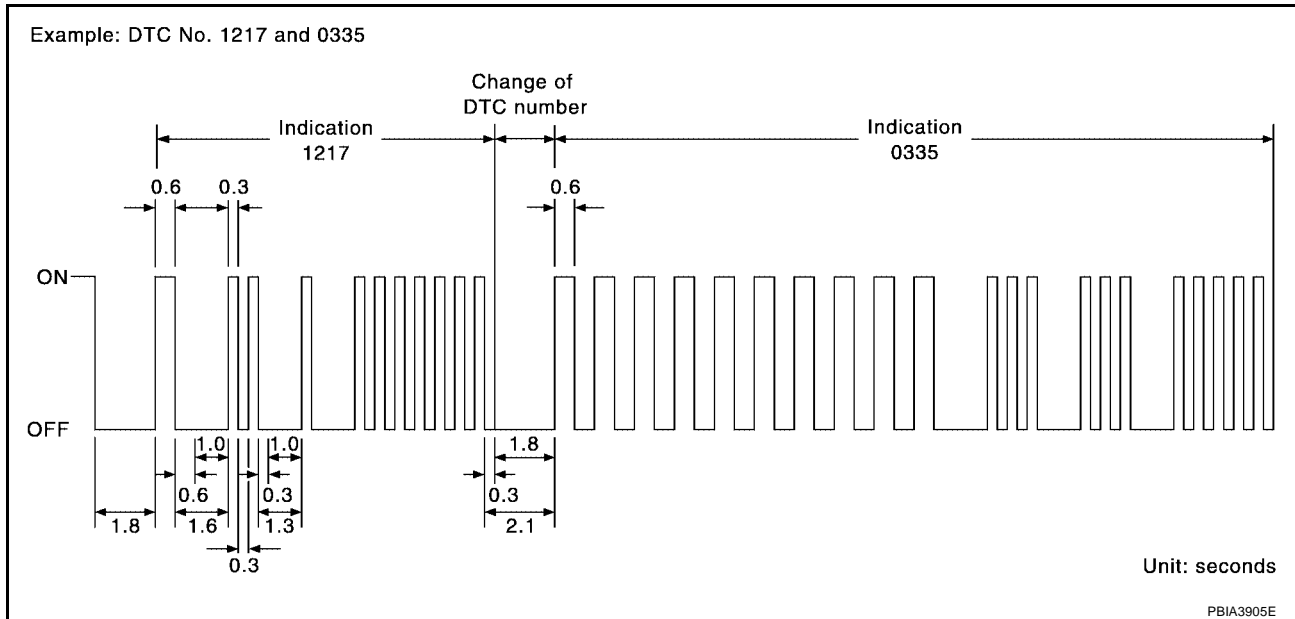 Example: DTC No. 1217 and 0335
Change of
DTC number
Indication
1217
Indication
0335
0.6
0.3
0.6
ON
OFF
1.0
1.0
1.8
0.6
0.3
0.3
1.8
1.6
1.3
2.1
0.3
Unit: seconds
PBIA3905E